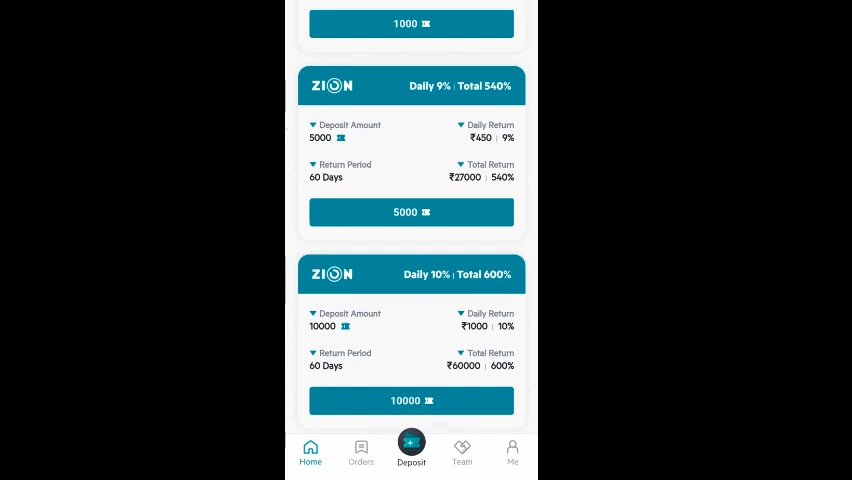 1000
ZION Daily 9% | Total 540%
Deposit Amount Daily Return
5000 ₹450 | 9%
Return Period Total Return
60 Days ₹27000 | 540%
5000
ZION Daily 10% | Total 600%
Deposit Amount Daily Return
10000 ₹1000 | 10%
Return Period Total Return
60 Days ₹60000 | 600%
10000
Home Orders Deposit Team Me